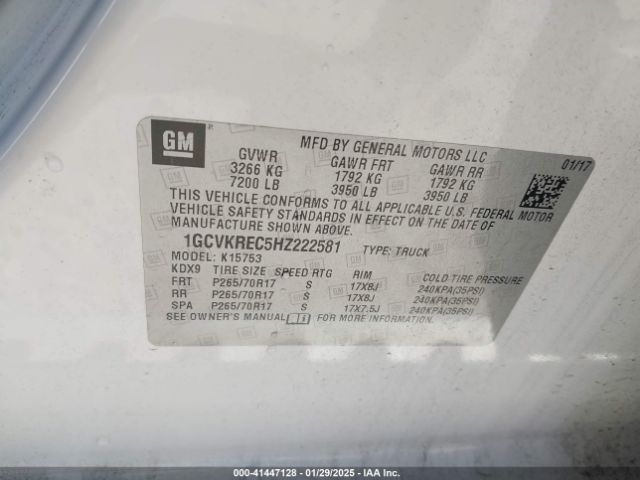 GM
MFD BY GENERAL MOTORS LLC
01/17
GVWR GAWR FRT GAWR RR
3266 KG 1792 KG 1792 KG
7200 LB 3950 LB 3950 LB
THIS VEHICLE CONFORMS TO ALL APPLICABLE U.S. FEDERAL MOTOR
VEHICLE SAFETY STANDARDS IN EFFECT ON THE DATE OF
MANUFACTURE SHOWN ABOVE.
1GCVKREC5HZ222581 TYPE: TRUCK
MODEL: K15753
KDX9 TIRE SIZE SPEED RTG RIM COLD TIRE PRESSURE
FRT P265/70R17 S 17X8J 240KPA(35PSI)
RR P265/70R17 S 17X8J 240KPA(35PSI)
SPA P265/70R17 S 17X7.5J 240KPA(35PSI)
SEE OWNER'S MANUAL FOR MORE INFORMATION.
000-41447128 - 01/29/2025 - IAA Inc.